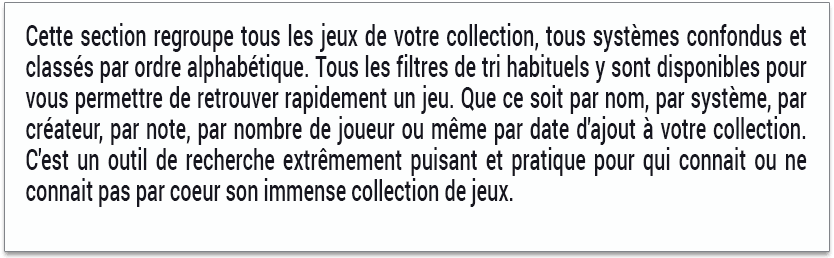 Cette section regroupe tous les jeux de votre collection, tous systèmes confondus et
classés par ordre alphabétique. Tous les filtres de tri habituels y sont disponibles pour
vous permettre de retrouver rapidement un jeu. Que ce soit par nom, par système, par
créateur, par note, par nombre de joueur ou même par date d'ajout à votre collection.
C'est un outil de recherche extrêmement puisant et pratique pour qui connait ou ne
connait pas par coeur son immense collection de jeux.